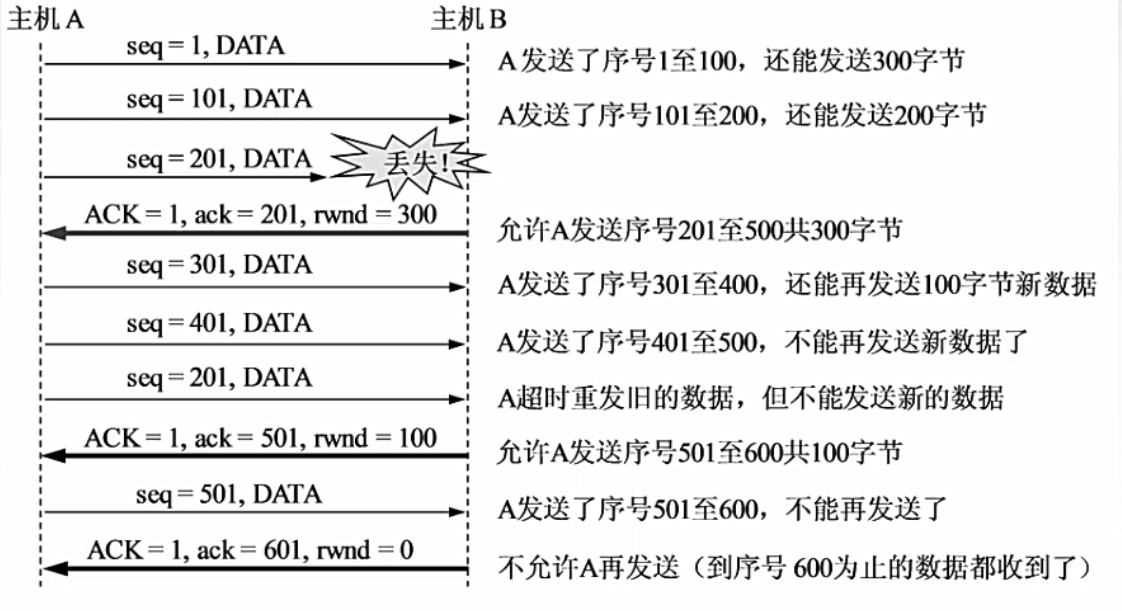 主机A 主机B
seq = 1, DATA
A发送了序号1至100，还能发送300字节
seq = 101, DATA
A发送了序号101至200，还能发送200字节
seq = 201, DATA
丢失!
ACK = 1, ack = 201, rwnd = 300
允许A发送序号201至500共300字节
seq = 301, DATA
A发送了序号301至400，还能再发送100字节新数据
seq = 401, DATA
A发送了序号401至500，不能再发送新数据了
seq = 201, DATA
A超时重发旧的数据，但不能发送新的数据
ACK = 1, ack = 501, rwnd = 100
允许A发送序号501至600共100字节
seq = 501, DATA
A发送了序号501至600，不能再发送了
ACK = 1, ack = 601, rwnd = 0
不允许A再发送（到序号 600为止的数据都收到了）